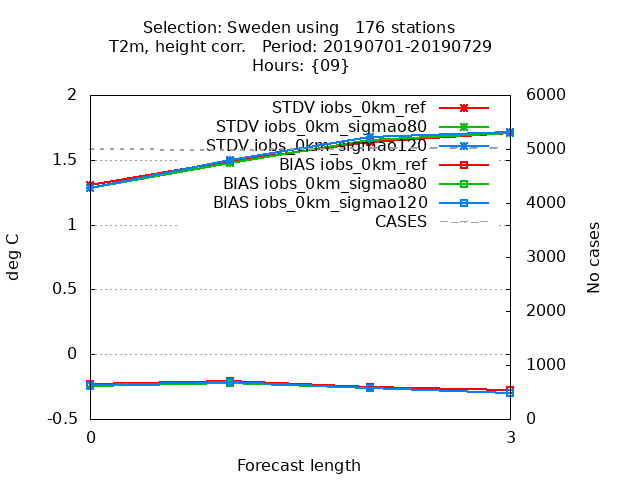 Selection: Sweden using   176 stations
T2m, height corr.   Period: 20190701-20190729
Hours: {09}
2
1.5
1
0.5
0
-0.5
deg C
STDV iobs_0km_ref
STDV iobs_0km_sigmao80
STDV iobs_0km_sigmao120
BIAS iobs_0km_ref
BIAS iobs_0km_sigmao80
BIAS iobs_0km_sigmao120
CASES
6000
5000
4000
3000
2000
1000
0
No cases
0
3
Forecast length